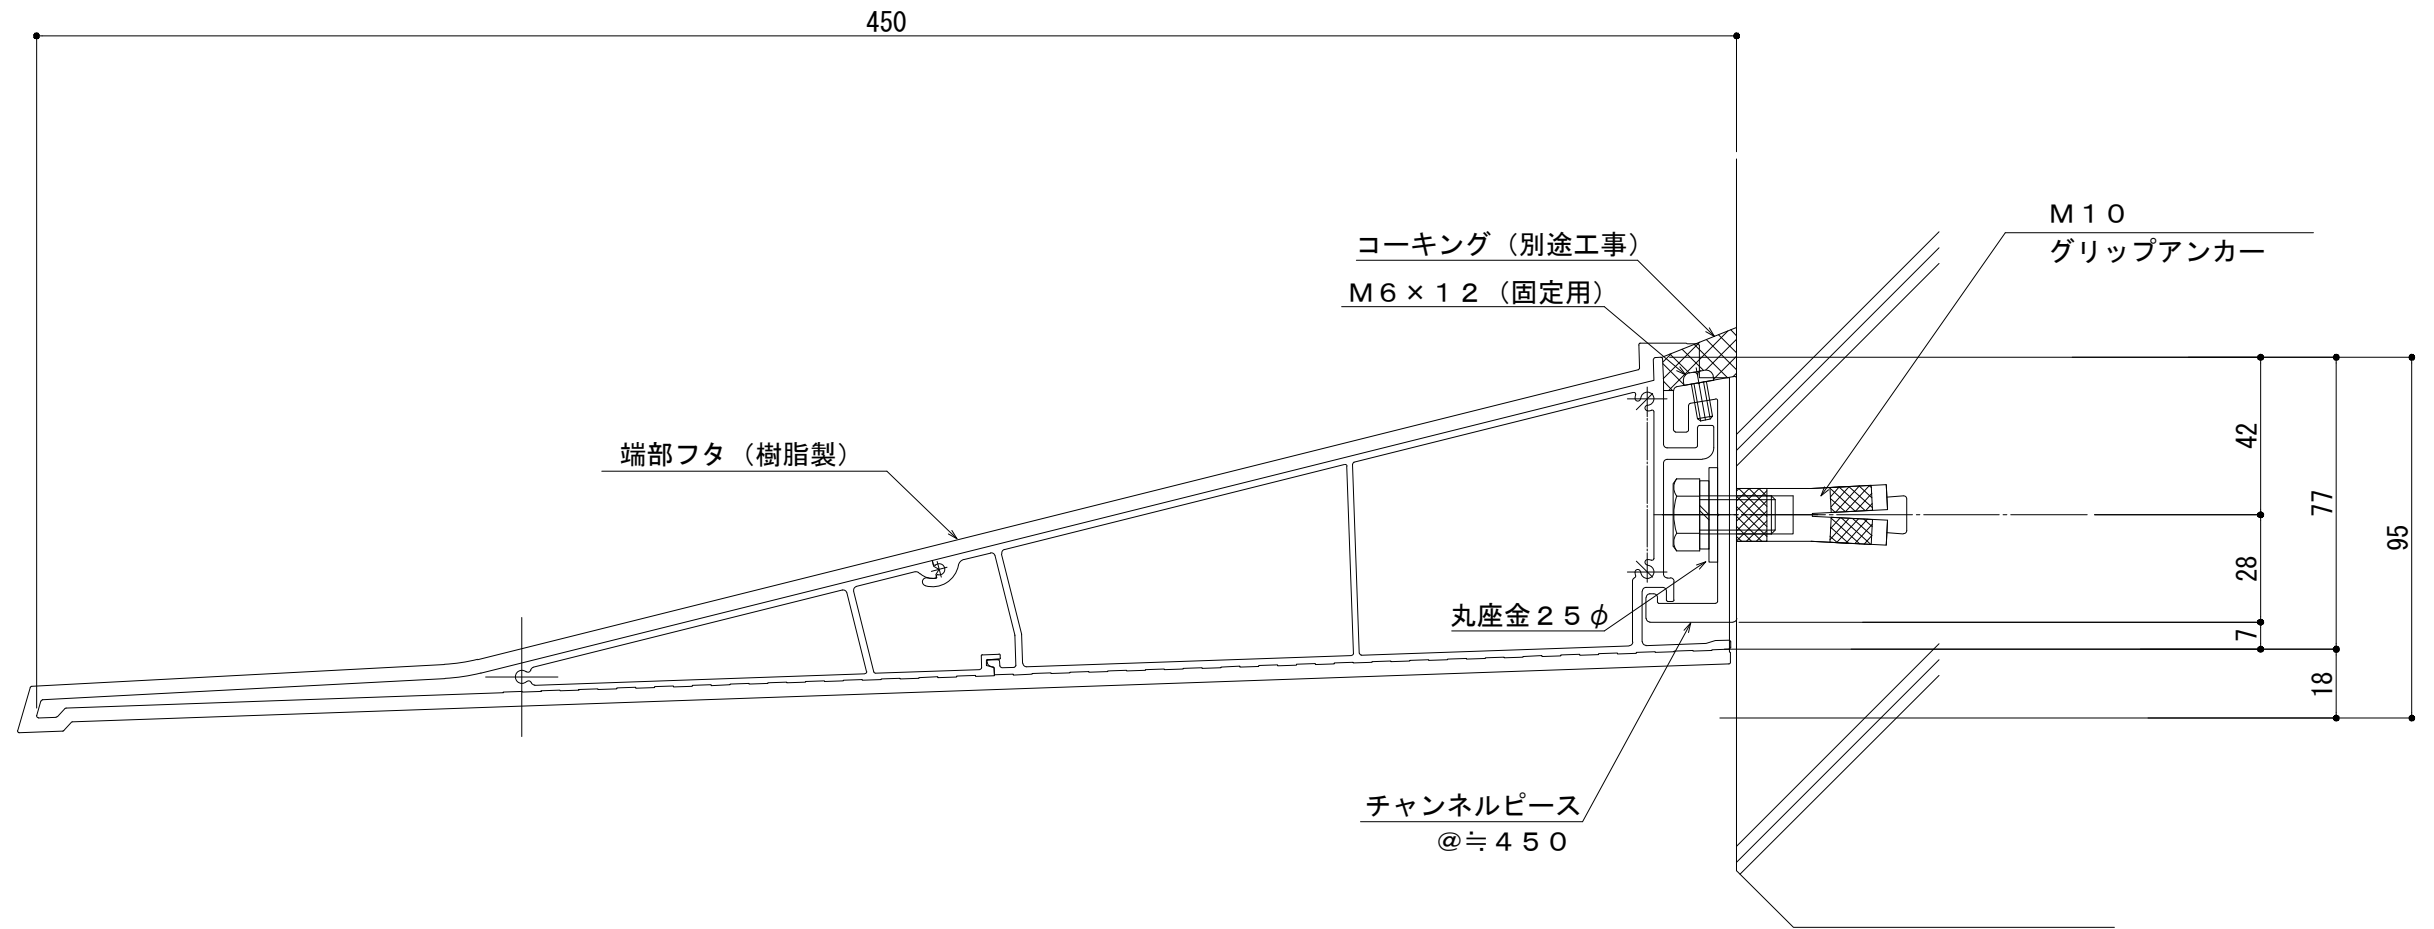 450
M10
グリップアンカー
コーキング（別途工事）
M6×12（固定用）
端部フタ（樹脂製）
42
77
95
28
丸座金25φ
7
18
チャンネルピース
@≒450